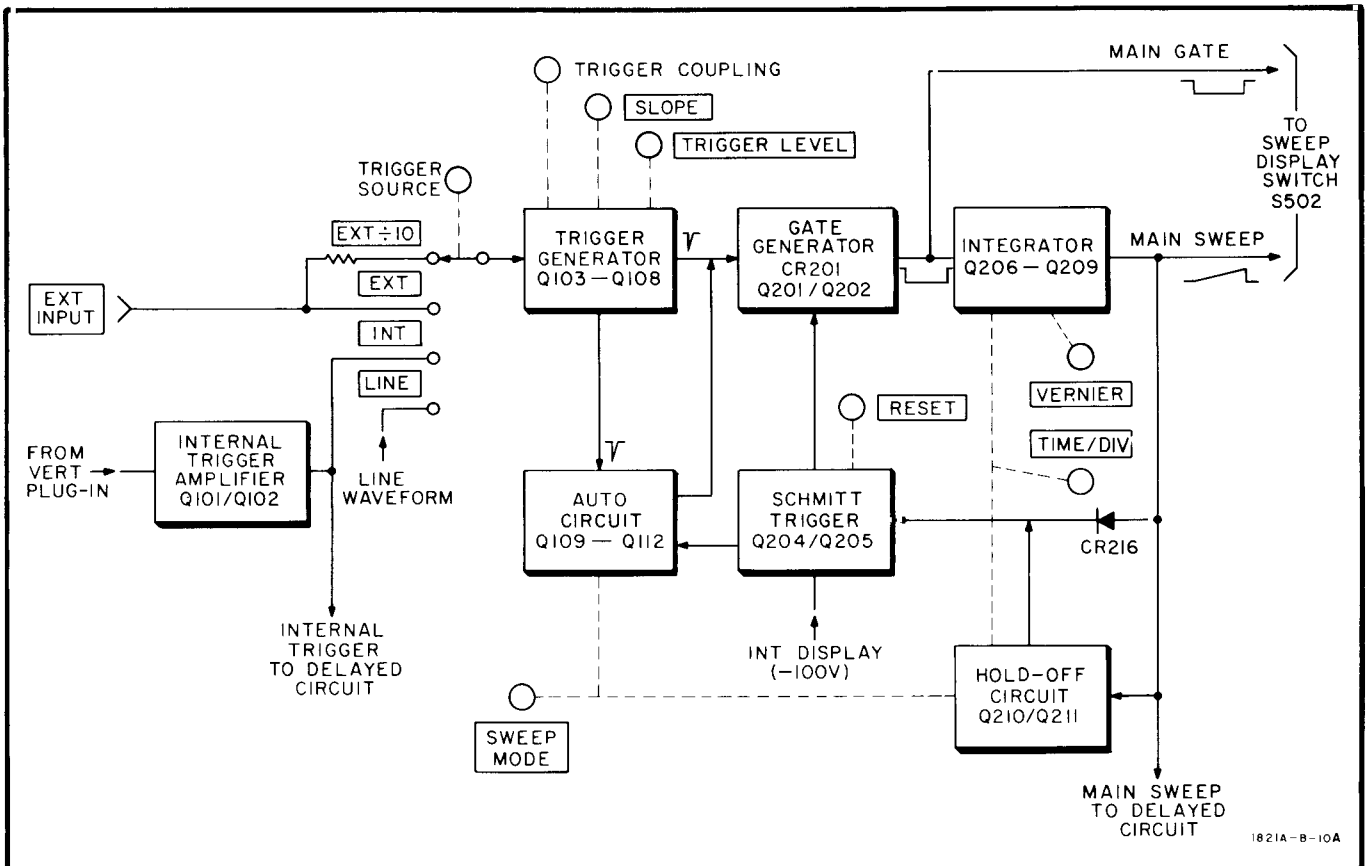 MAIN GATE
TRIGGER COUPLING
SLOPE
TRIGGER LEVEL
TO
SWEEP
DISPLAY
SWITCH
S502
TRIGGER
SOURCE
EXT÷10
EXT
INT
LINE
EXT
INPUT
TRIGGER
GENERATOR
Q103—Q108
GATE
GENERATOR
CR201
Q201/Q202
INTEGRATOR
Q206—Q209
MAIN SWEEP
VERNIER
TIME/DIV
RESET
FROM
VERT
PLUG-IN
INTERNAL
TRIGGER
AMPLIFIER
Q101/Q102
LINE
WAVEFORM
AUTO
CIRCUIT
Q109—Q112
SCHMITT
TRIGGER
Q204/Q205
CR216
INTERNAL
TRIGGER
TO DELAYED
CIRCUIT
INT DISPLAY
(-100V)
HOLD-OFF
CIRCUIT
Q210/Q211
SWEEP
MODE
MAIN SWEEP
TO DELAYED
CIRCUIT
1821A-B-10A